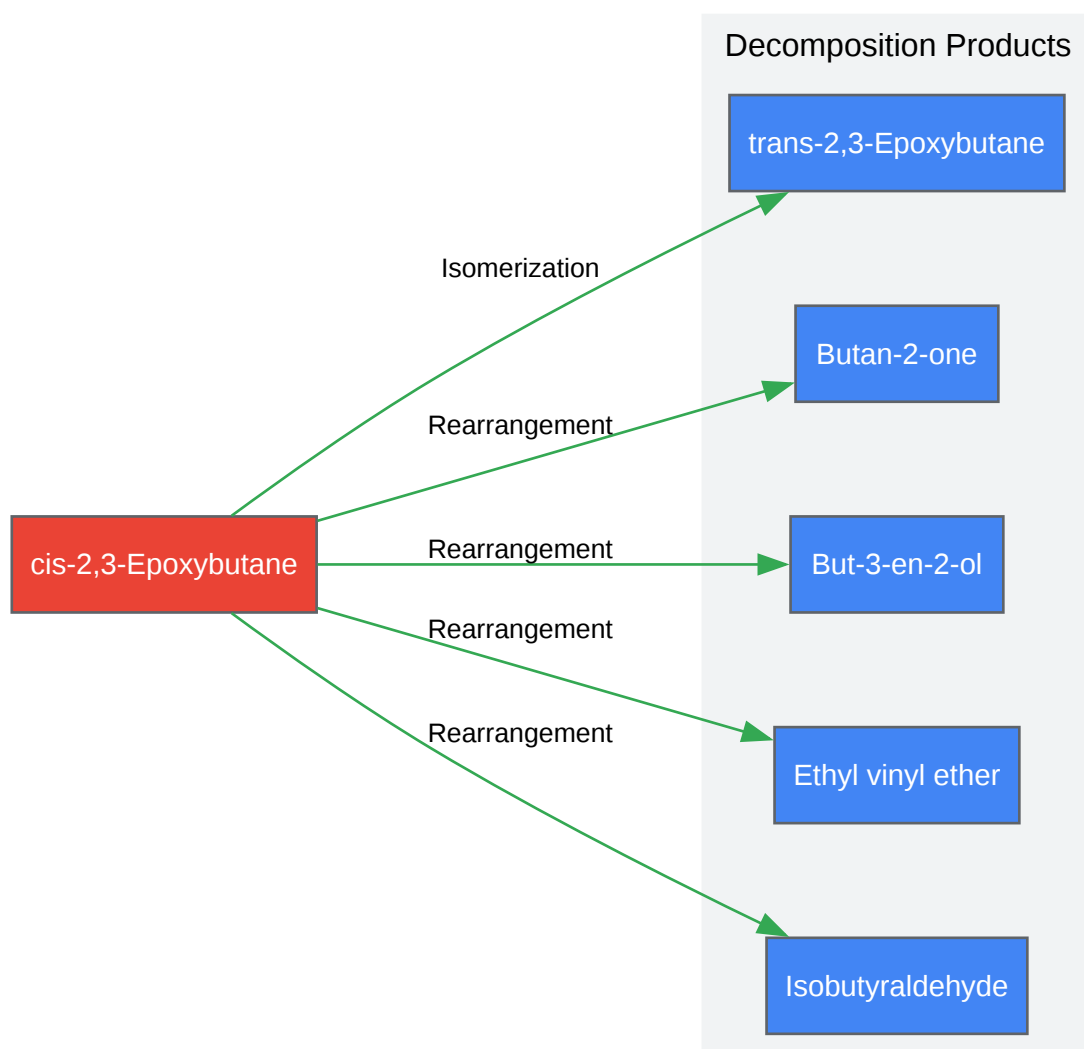 Decomposition Products
trans-2,3-Epoxybutane
Isomerization
Butan-2-one
Rearrangement
cis-2,3-Epoxybutane
Rearrangement
But-3-en-2-ol
Rearrangement
Rearrangement
Ethyl vinyl ether
Isobutyraldehyde